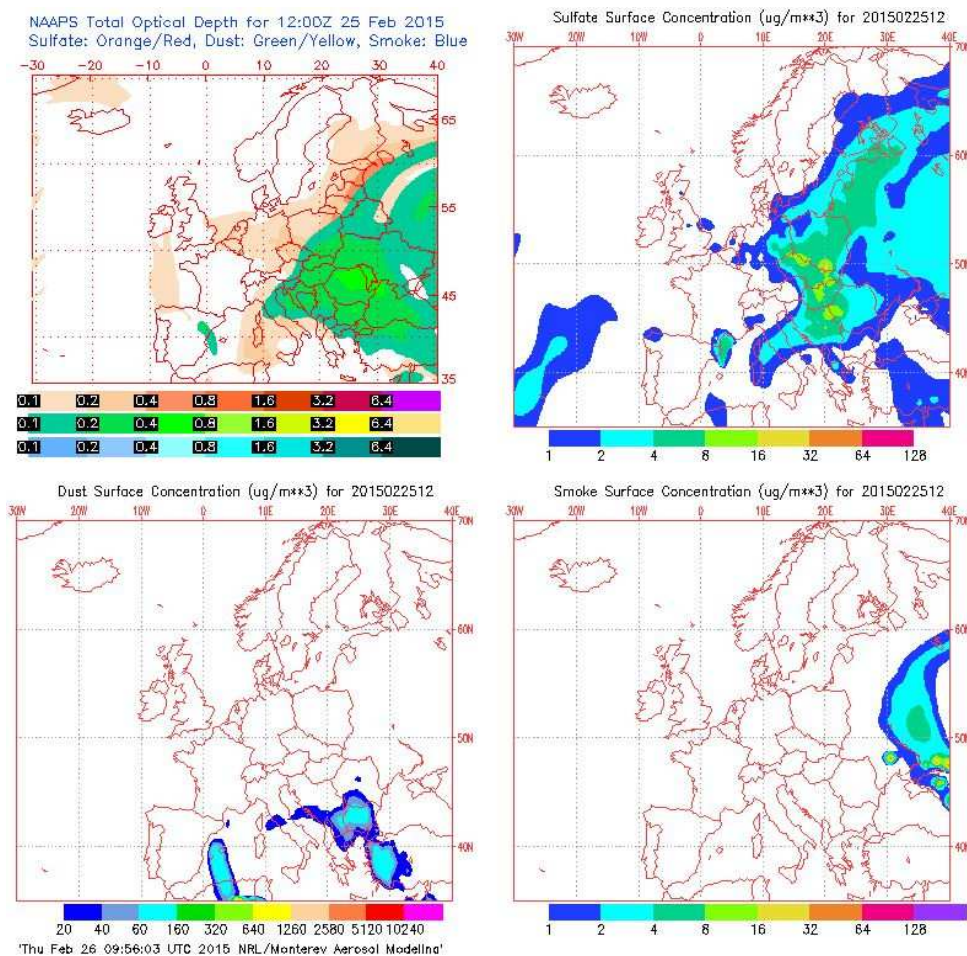 NAAPS Total Optical Depth for 12:00Z 25 Feb 2015
Sulfate: Orange/Red, Dust: Green/Yellow, Smoke: Blue
-30 -20 -10 0 10 20 30 40
65
55
45
35
0.1 0.2 0.4 0.8 1.6 3.2 6.4
0.1 0.2 0.4 0.8 1.6 3.2 6.4
0.1 0.2 0.4 0.8 1.6 3.2 6.4
Sulfate Surface Concentration (ug/m**3) for 2015022512
30W 20W 10W 0 10E 20E 30E 40E
70N
60N
50N
40N
1 2 4 8 16 32 64 128
Dust Surface Concentration (ug/m**3) for 2015022512
30W 20W 10W 0 10E 20E 30E 40E
70N
60N
50N
40N
20 40 60 160 320 640 1260 2580 5120 10240
'Thu Feb 26 09:56:03 UTC 2015 NRL/Monterey Aerosol Modeling'
Smoke Surface Concentration (ug/m**3) for 2015022512
30W 20W 10W 0 10E 20E 30E 40E
70N
60N
50N
40N
1 2 4 8 16 32 64 128